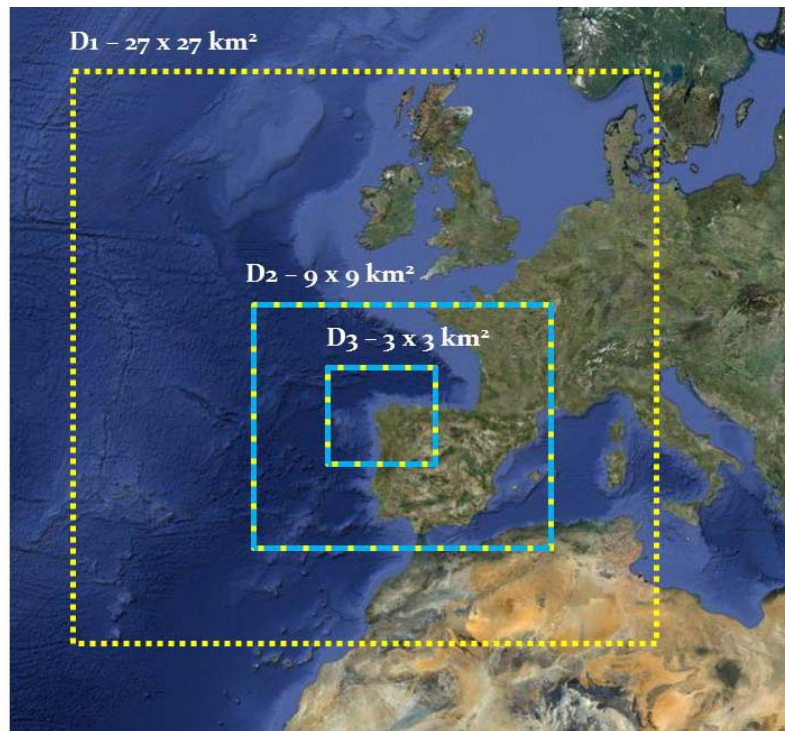 D1 – 27 x 27 km²
D2 – 9 x 9 km²
D3 – 3 x 3 km²